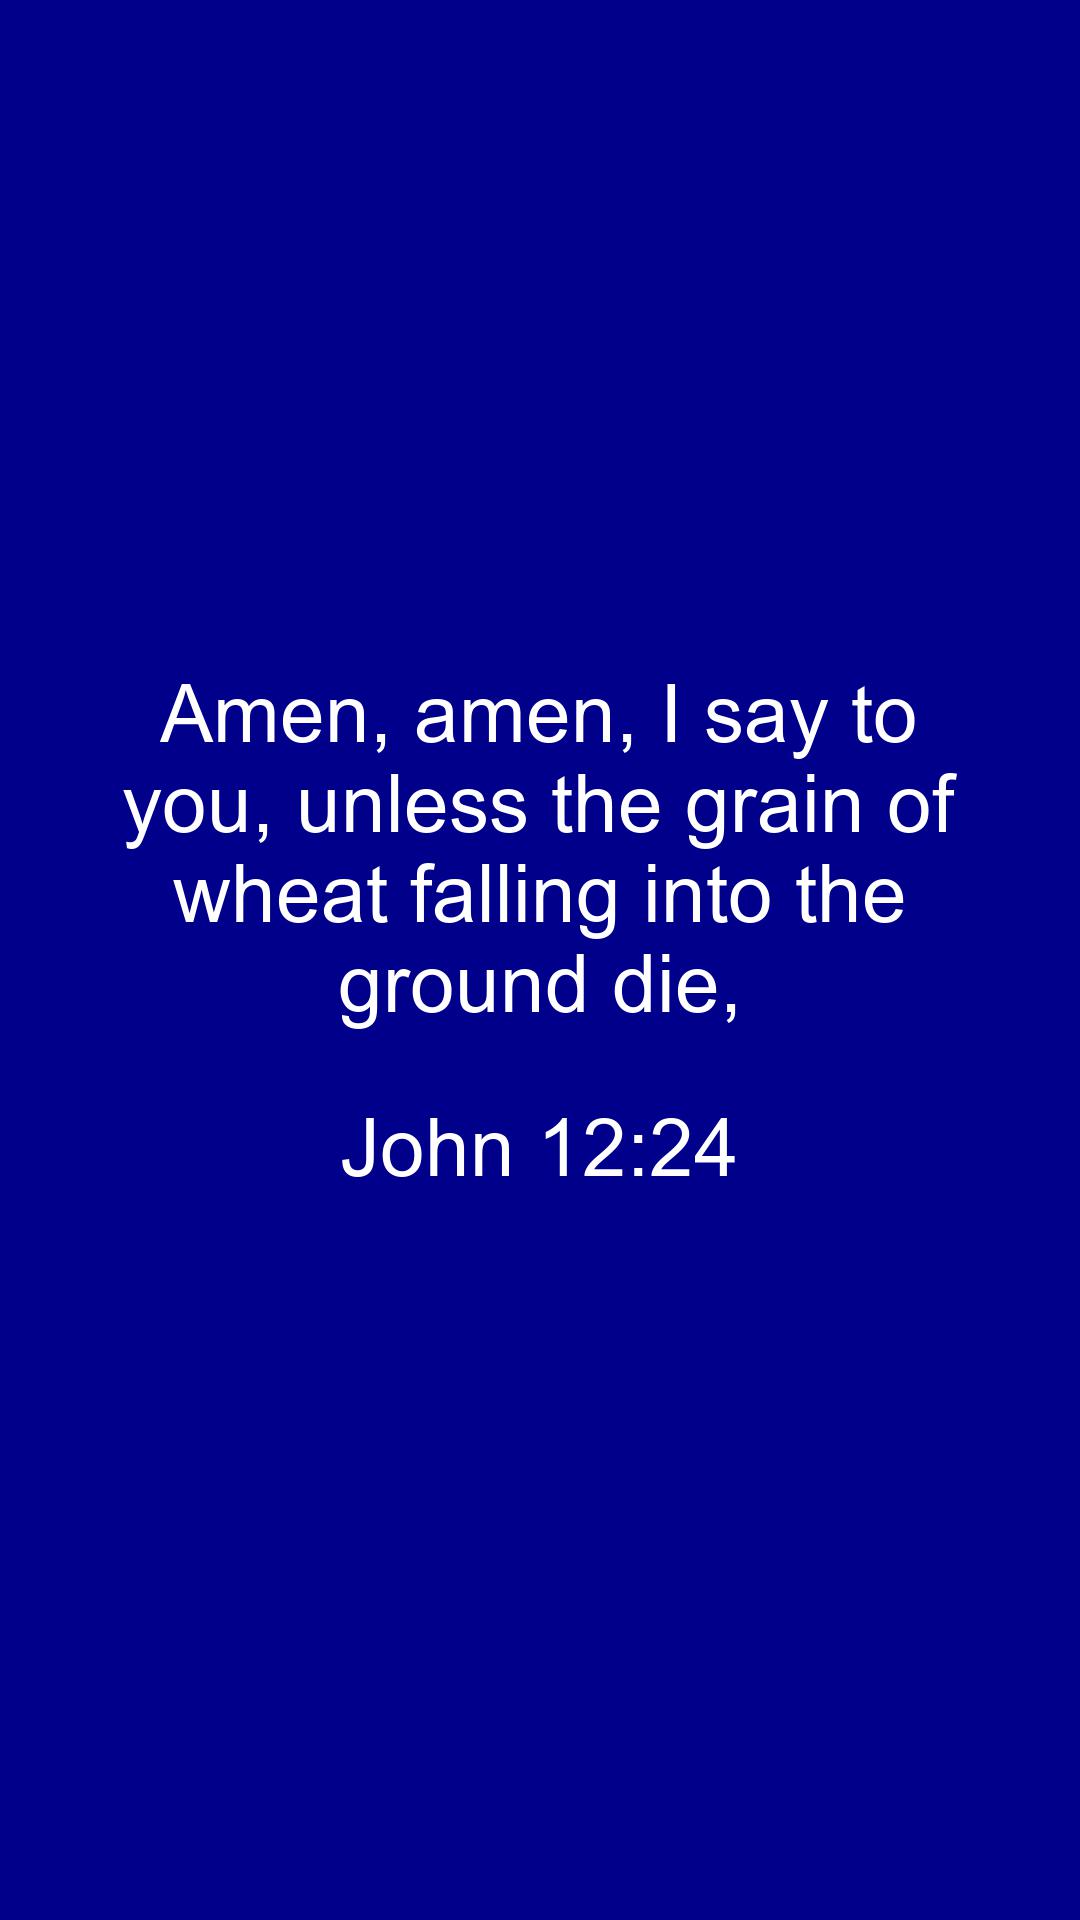 Amen, amen, I say to
you, unless the grain of
wheat falling into the
ground die,
John 12:24